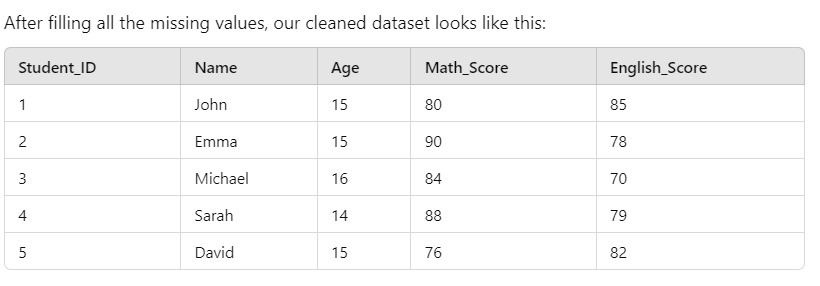 After filling all the missing values, our cleaned dataset looks like this:
Student_ID Name Age Math_Score English_Score
1 John 15 80 85
2 Emma 15 90 78
3 Michael 16 84 70
4 Sarah 14 88 79
5 David 15 76 82